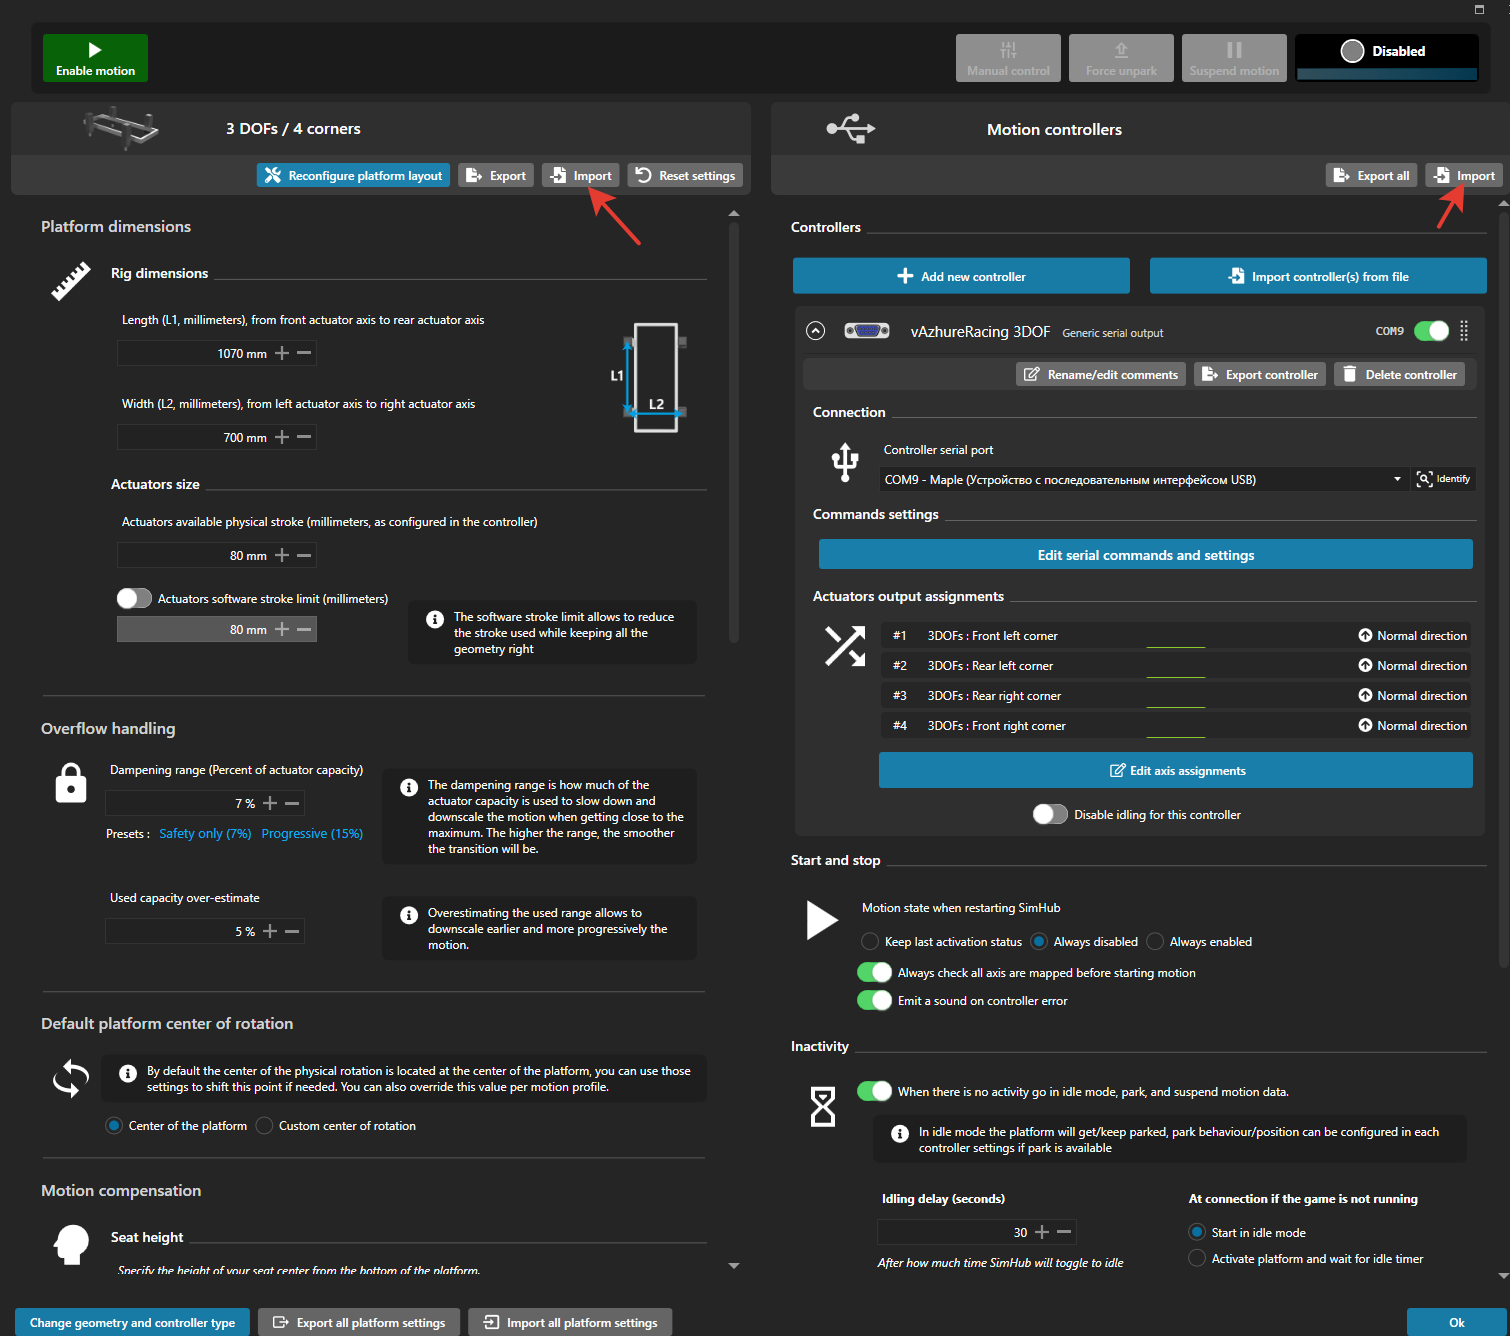 Enable motion
Manual control
Force unpark
Suspend motion
Disabled
3 DOFs / 4 corners
Reconfigure platform layout
Export
Import
Reset settings
Platform dimensions
Rig dimensions
Length (L1, millimeters), from front actuator axis to rear actuator axis
1070 mm
L1
L2
Width (L2, millimeters), from left actuator axis to right actuator axis
700 mm
Actuators size
Actuators available physical stroke (millimeters, as configured in the controller)
80 mm
Actuators software stroke limit (millimeters)
80 mm
The software stroke limit allows to reduce
the stroke used while keeping all the
geometry right
Overflow handling
Dampening range (Percent of actuator capacity)
7 %
Presets : Safety only (7%) Progressive (15%)
The dampening range is how much of the
actuator capacity is used to slow down and
downscale the motion when getting close to the
maximum. The higher the range, the smoother
the transition will be.
Used capacity over-estimate
5 %
Overestimating the used range allows to
downscale earlier and more progressively the
motion.
Default platform center of rotation
By default the center of the physical rotation is located at the center of the platform, you can use those
settings to shift this point if needed. You can also override this value per motion profile.
Center of the platform
Custom center of rotation
Motion compensation
Seat height
Specify the height of your seat center from the bottom of the platform.
Change geometry and controller type
Export all platform settings
Import all platform settings
Motion controllers
Export all
Import
Controllers
Add new controller
Import controller(s) from file
vAzhureRacing 3DOF Generic serial output
COM9
Rename/edit comments
Export controller
Delete controller
Connection
Controller serial port
COM9 - Maple (Устройство с последовательным интерфейсом USB)
Identify
Commands settings
Edit serial commands and settings
Actuators output assignments
#1 3DOFs : Front left corner Normal direction
#2 3DOFs : Rear left corner Normal direction
#3 3DOFs : Rear right corner Normal direction
#4 3DOFs : Front right corner Normal direction
Edit axis assignments
Disable idling for this controller
Start and stop
Motion state when restarting SimHub
Keep last activation status
Always disabled
Always enabled
Always check all axis are mapped before starting motion
Emit a sound on controller error
Inactivity
When there is no activity go in idle mode, park, and suspend motion data.
In idle mode the platform will get/keep parked, park behaviour/position can be configured in each
controller settings if park is available
Idling delay (seconds)
30
After how much time SimHub will toggle to idle
At connection if the game is not running
Start in idle mode
Activate platform and wait for idle timer
Ok